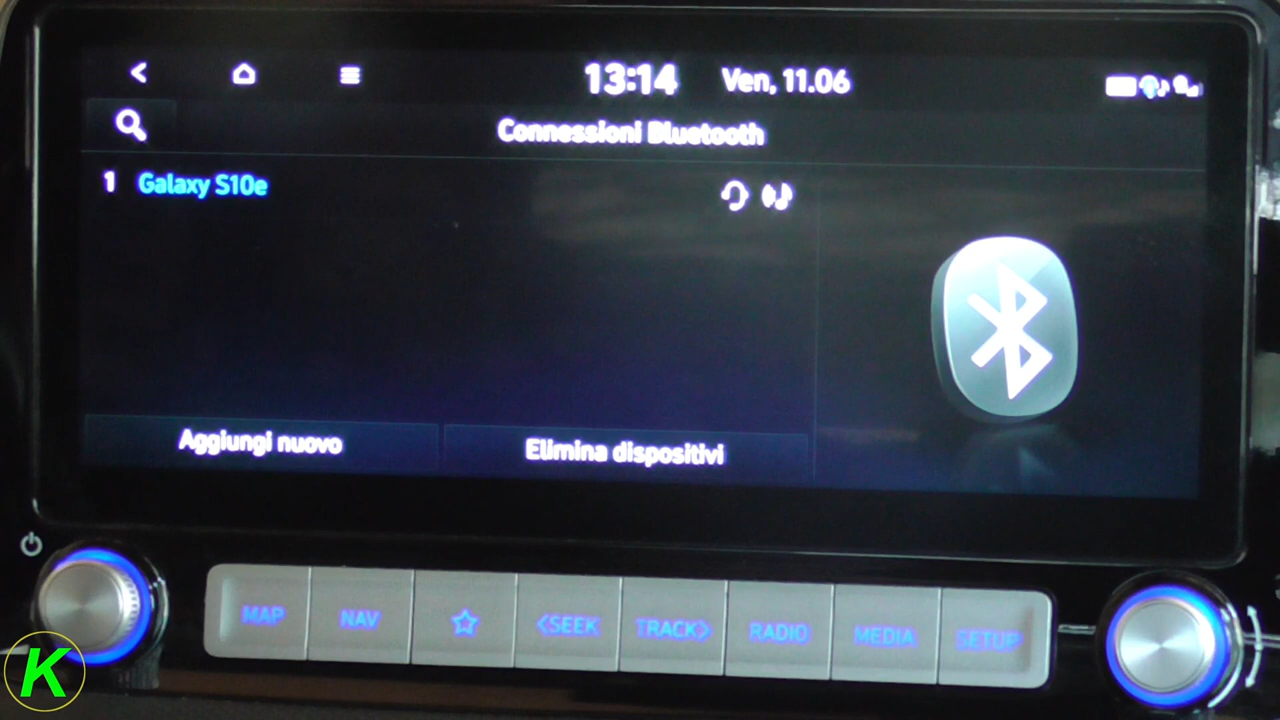 13:14 Ven, 11.06
Connessioni Bluetooth
1 Galaxy S10e
Aggiungi nuovo Elimina dispositivi
MAP NAV <SEEK TRACK> RADIO MEDIA SETUP
K